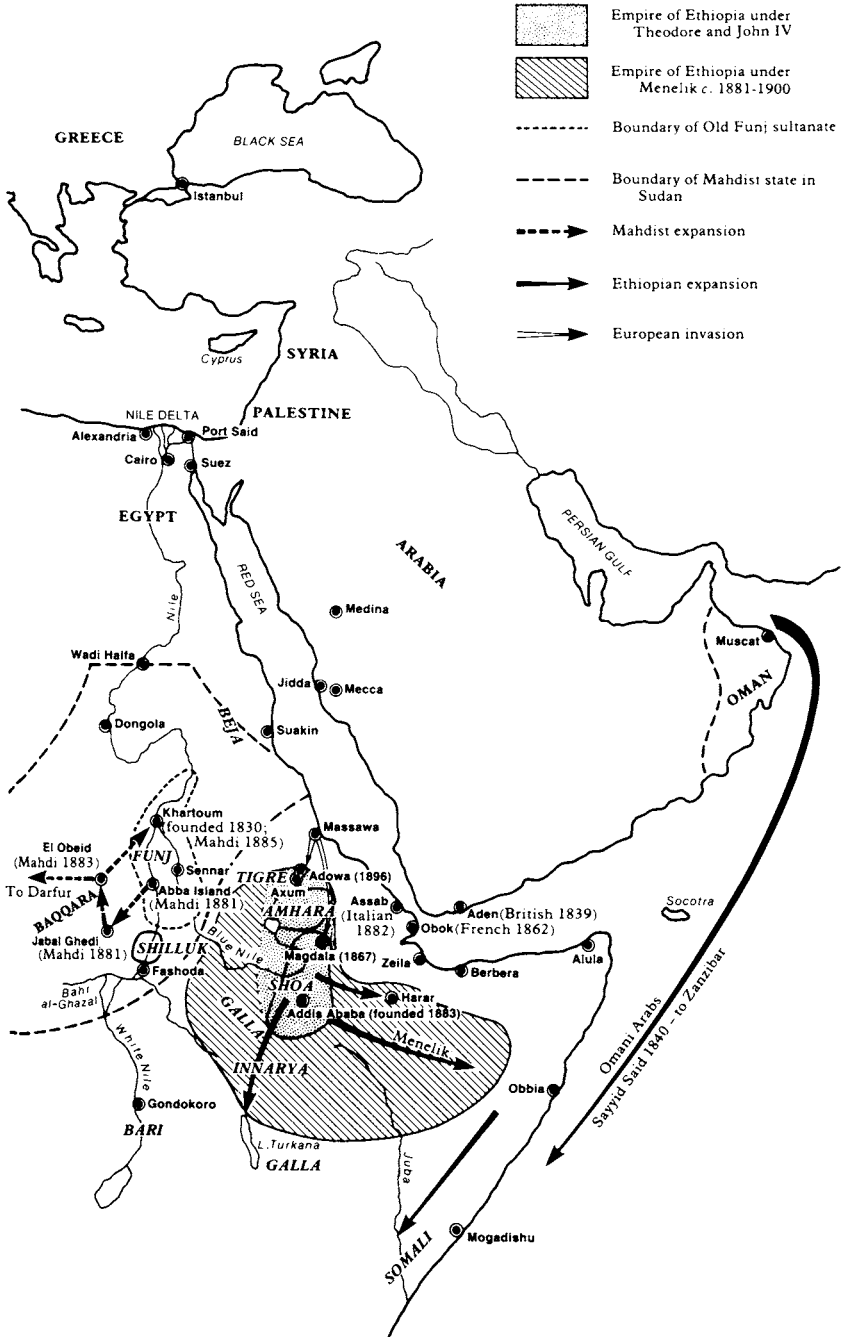 Empire of Ethiopia under
Theodore and John IV
Empire of Ethiopia under
Menelik c. 1881-1900
Boundary of Old Funj sultanate
Boundary of Mahdist state in
Sudan
Mahdist expansion
Ethiopian expansion
European invasion
GREECE
BLACK SEA
Istanbul
Cyprus
SYRIA
PALESTINE
NILE DELTA
Alexandria
Port Said
Cairo
Suez
EGYPT
PERSIAN GULF
ARABIA
RED SEA
Nile
Medina
Muscat
Wadi Halfa
Jidda
Mecca
OMAN
BEJA
Dongola
Suakin
Khartoum
(founded 1830;
Mahdi 1885)
Massawa
El Obeid
(Mahdi 1883)
FUNJ
Sennar
TIGRE
Adowa (1896)
Axum
To Darfur
BAQQARA
Abba Island
(Mahdi 1881)
AMHARA
Assab
(Italian
1882)
Aden (British 1839)
Obok (French 1862)
Socotra
Jabal Ghedi
(Mahdi 1881)
SHILLUK
Blue Nile
Magdala (1867)
Zeila
Alula
Fashoda
Berbera
Bahr
al-Ghazal
SHOA
Harar
GALLA
Addis Ababa (founded 1883)
Menelik
White Nile
INNARYA
Omani Arabs
Sayyid Said 1840 - to Zanzibar
Obbia
Gondokoro
BARI
L. Turkana
GALLA
Juba
SOMALI
Mogadishu